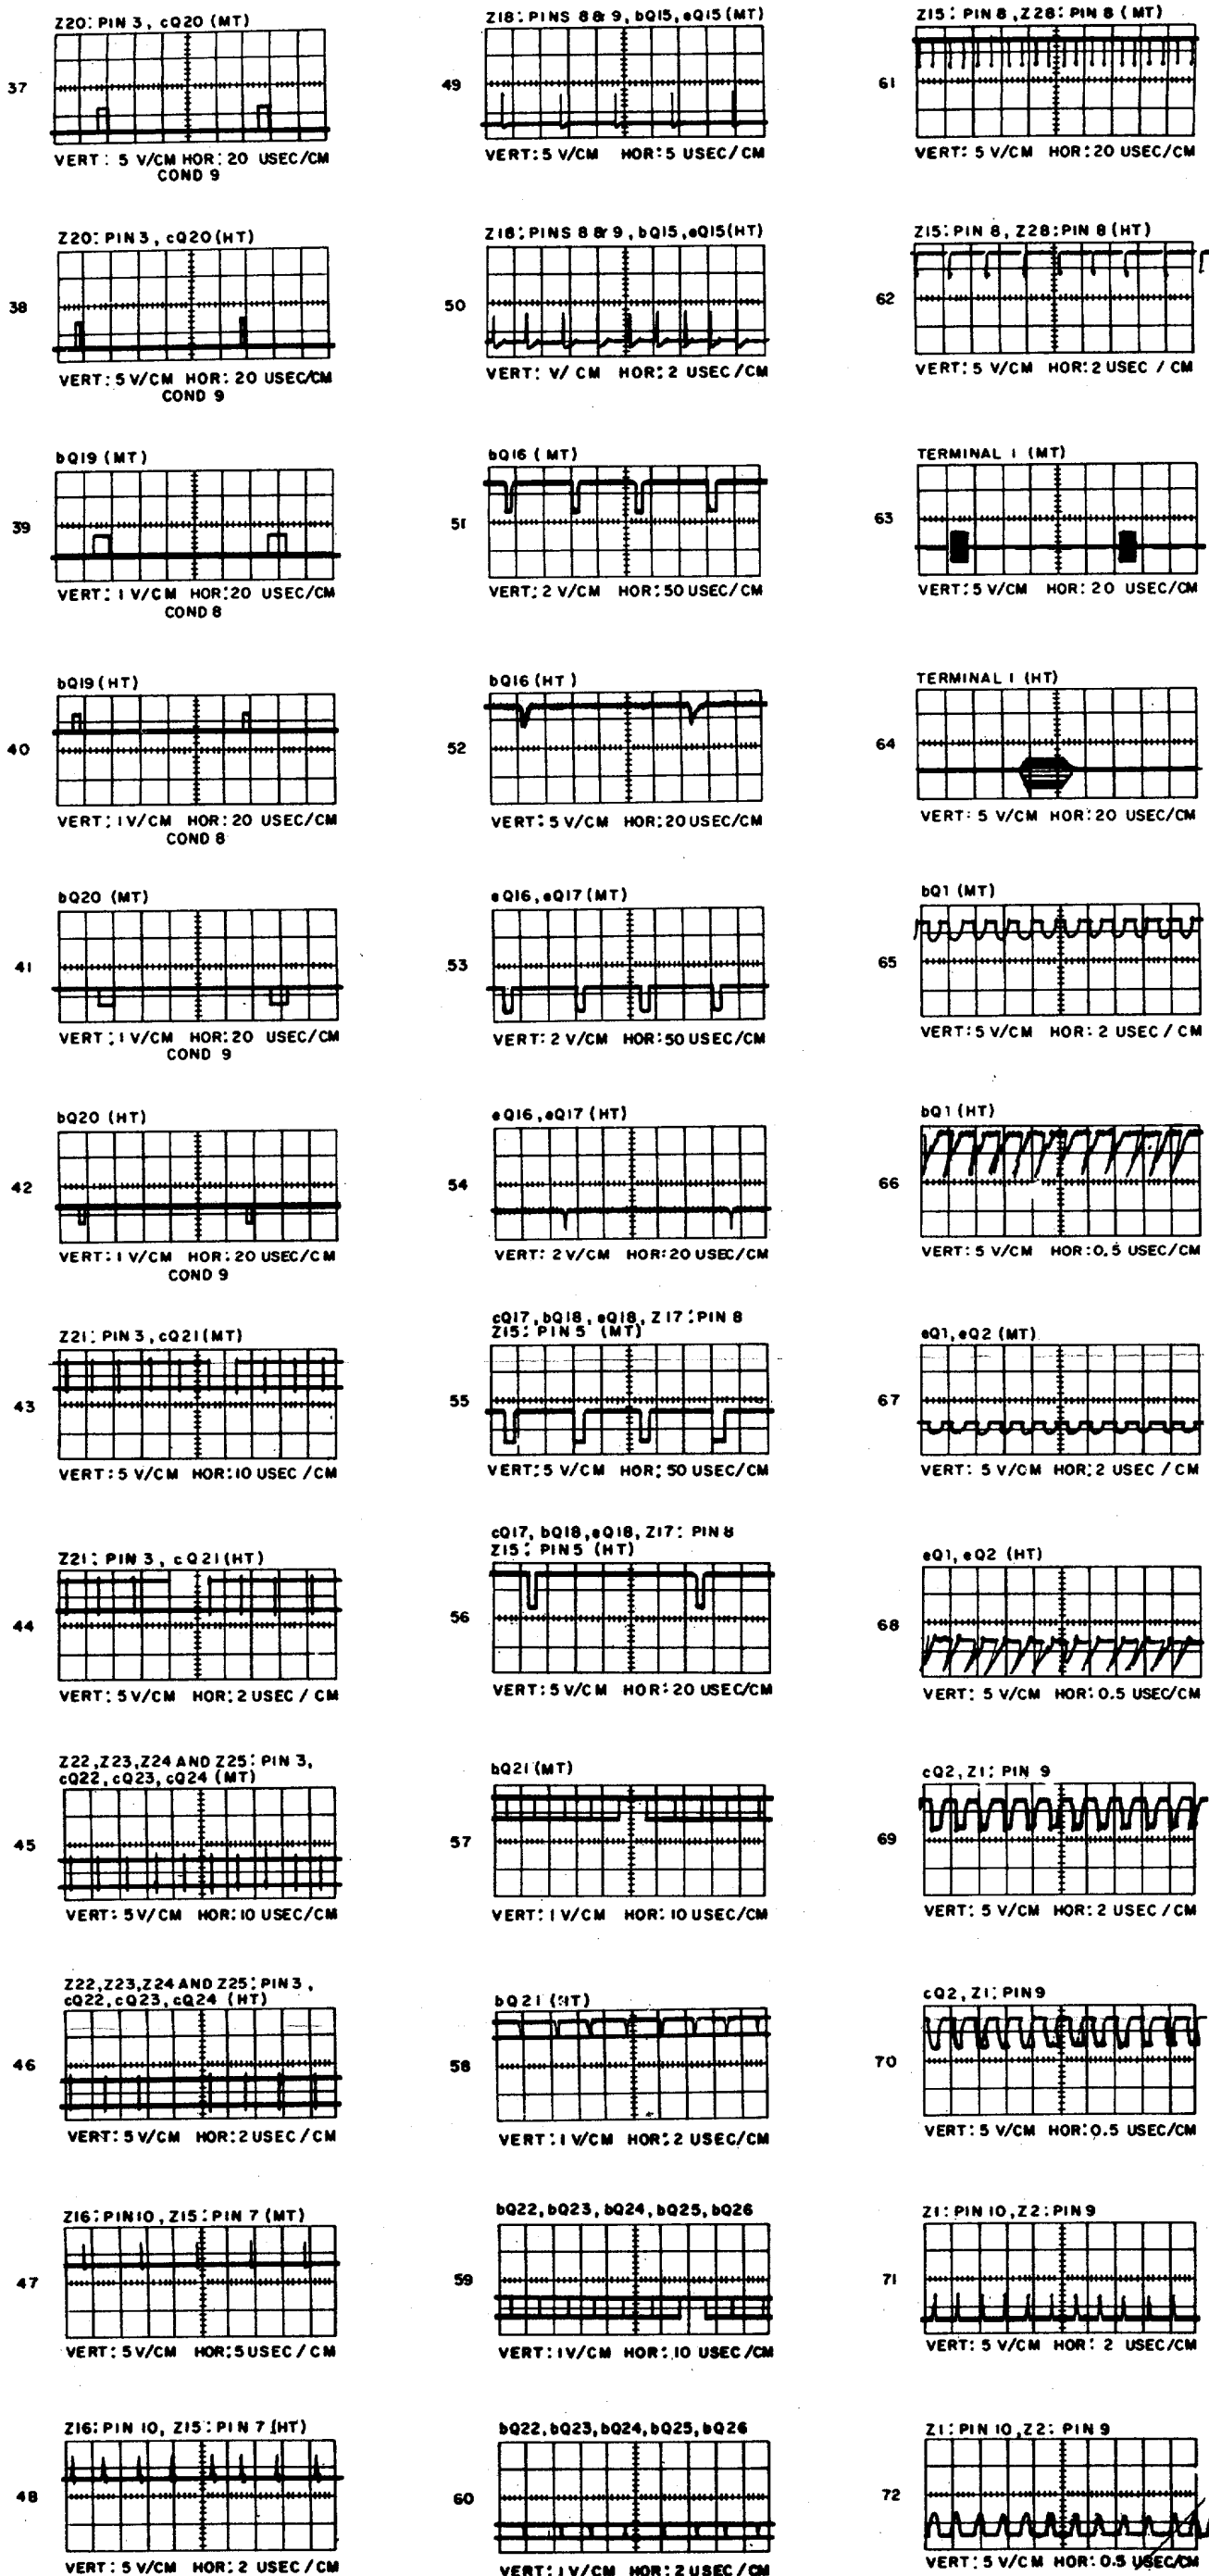 Z20: PIN 3, cQ20 (MT)
37
VERT: 5 V/CM HOR: 20 USEC/CM
COND 9
Z20: PIN 3, cQ20 (HT)
38
VERT: 5 V/CM HOR: 20 USEC/CM
COND 9
bQ19 (MT)
39
VERT: 1 V/CM HOR: 20 USEC/CM
COND 8
bQ19 (HT)
40
VERT: 1 V/CM HOR: 20 USEC/CM
COND 8
bQ20 (MT)
41
VERT: 1 V/CM HOR: 20 USEC/CM
COND 9
bQ20 (HT)
42
VERT: 1 V/CM HOR: 20 USEC/CM
COND 9
Z21: PIN 3, cQ21 (MT)
43
VERT: 5 V/CM HOR: 10 USEC/CM
Z21: PIN 3, cQ21 (HT)
44
VERT: 5 V/CM HOR: 2 USEC/CM
Z22, Z23, Z24 AND Z25: PIN 3,
cQ22, cQ23, cQ24 (MT)
45
VERT: 5 V/CM HOR: 10 USEC/CM
Z22, Z23, Z24 AND Z25: PIN 3,
cQ22, cQ23, cQ24 (HT)
46
VERT: 5 V/CM HOR: 2 USEC/CM
Z16: PIN 10, Z15: PIN 7 (MT)
47
VERT: 5 V/CM HOR: 5 USEC/CM
Z16: PIN 10, Z15: PIN 7 (HT)
48
VERT: 5 V/CM HOR: 2 USEC/CM
Z18: PINS 8 & 9, bQ15, eQ15 (MT)
49
VERT: 5 V/CM HOR: 5 USEC/CM
Z18: PINS 8 & 9, bQ15, eQ15 (HT)
50
VERT: V/CM HOR: 2 USEC/CM
bQ16 (MT)
51
VERT: 2 V/CM HOR: 50 USEC/CM
bQ16 (HT)
52
VERT: 5 V/CM HOR: 20 USEC/CM
eQ16, eQ17 (MT)
53
VERT: 2 V/CM HOR: 50 USEC/CM
eQ16, eQ17 (HT)
54
VERT: 2 V/CM HOR: 20 USEC/CM
cQ17, bQ18, eQ18, Z17: PIN 8
Z15: PIN 5 (MT)
55
VERT: 5 V/CM HOR: 50 USEC/CM
cQ17, bQ18, eQ18, Z17: PIN 8
Z15: PIN 5 (HT)
56
VERT: 5 V/CM HOR: 20 USEC/CM
bQ21 (MT)
57
VERT: 1 V/CM HOR: 10 USEC/CM
bQ21 (HT)
58
VERT: 1 V/CM HOR: 2 USEC/CM
bQ22, bQ23, bQ24, bQ25, bQ26
59
VERT: 1 V/CM HOR: 10 USEC/CM
bQ22, bQ23, bQ24, bQ25, bQ26
60
VERT: 1 V/CM HOR: 2 USEC/CM
Z15: PIN 8, Z28: PIN 8 (MT)
61
VERT: 5 V/CM HOR: 20 USEC/CM
Z15: PIN 8, Z28: PIN 8 (HT)
62
VERT: 5 V/CM HOR: 2 USEC/CM
TERMINAL 1 (MT)
63
VERT: 5 V/CM HOR: 20 USEC/CM
TERMINAL 1 (HT)
64
VERT: 5 V/CM HOR: 20 USEC/CM
bQ1 (MT)
65
VERT: 5 V/CM HOR: 2 USEC/CM
bQ1 (HT)
66
VERT: 5 V/CM HOR: 0.5 USEC/CM
eQ1, eQ2 (MT)
67
VERT: 5 V/CM HOR: 2 USEC/CM
eQ1, eQ2 (HT)
68
VERT: 5 V/CM HOR: 0.5 USEC/CM
cQ2, Z1: PIN 9
69
VERT: 5 V/CM HOR: 2 USEC/CM
cQ2, Z1: PIN 9
70
VERT: 5 V/CM HOR: 0.5 USEC/CM
Z1: PIN 10, Z2: PIN 9
71
VERT: 5 V/CM HOR: 2 USEC/CM
Z1: PIN 10, Z2: PIN 9
72
VERT: 5 V/CM HOR: 0.5 USEC/CM